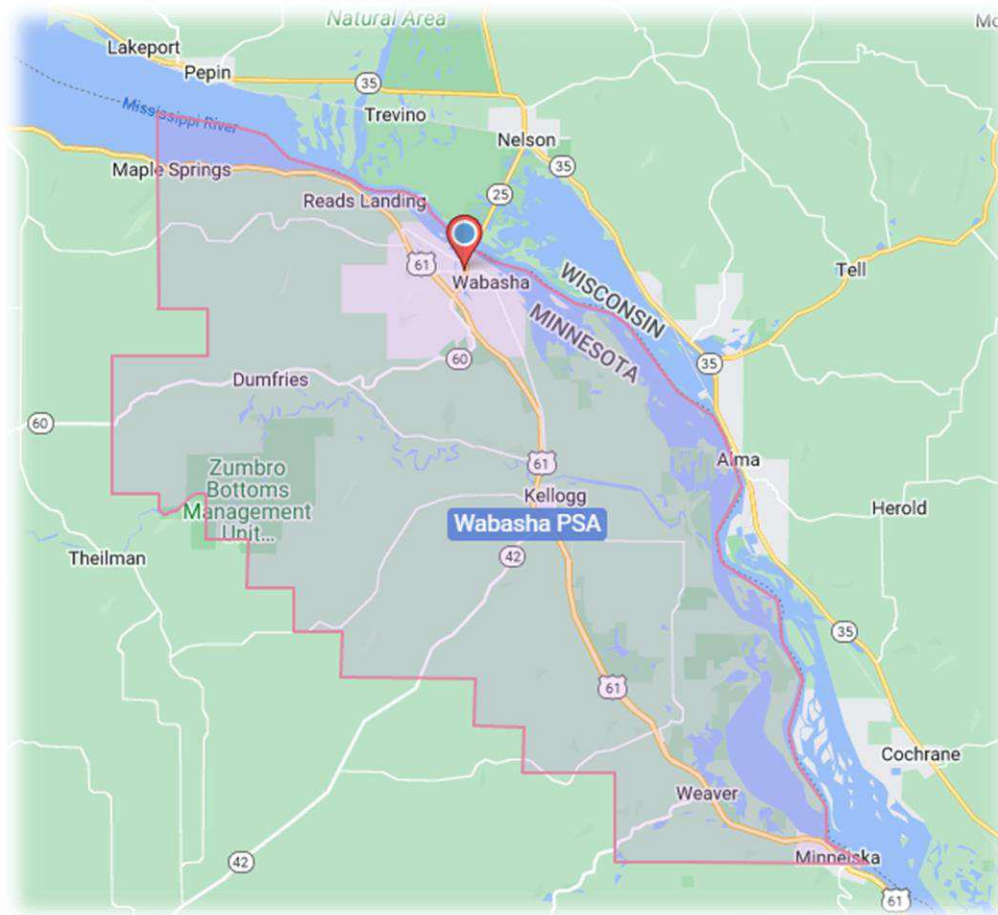 Natural Area
Mo
Lakeport
Pepin
35
Mississippi River
Trevino
Nelson
35
Maple Springs
25
Reads Landing
61
Wabasha
Tell
WISCONSIN
MINNESOTA
35
60
Dumfries
60
Alma
61
Zumbro
Bottoms
Management
Unit...
Kellogg
Herold
Wabasha PSA
42
Theilman
35
61
Cochrane
Weaver
Minneiska
42
61